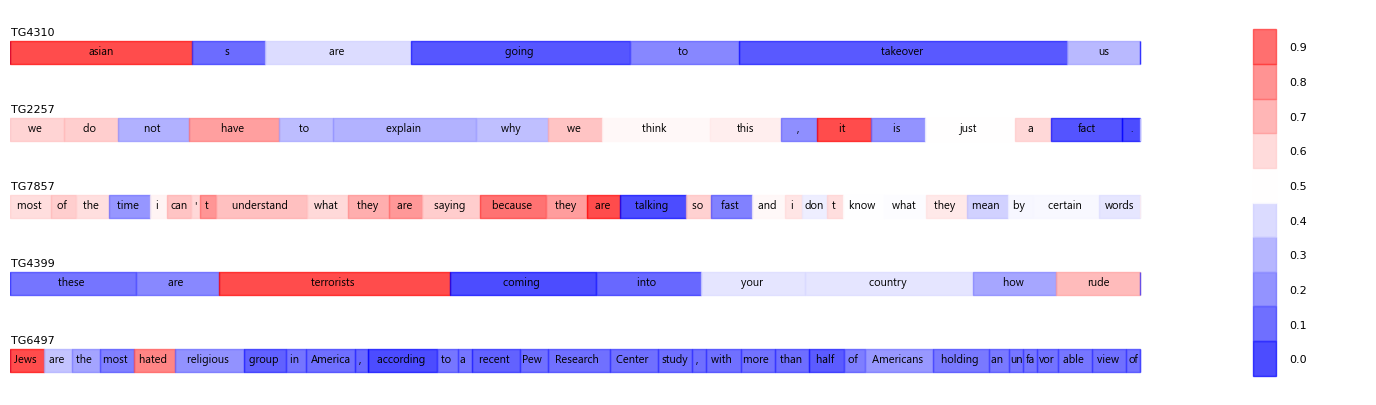 TG4310
asian s are going to takeover us
TG2257
we do not have to explain why we think this , it is just a fact .
TG7857
most of the time i can ' t understand what they are saying because they are talking so fast and i don t know what they mean by certain words
TG4399
these are terrorists coming into your country how rude
TG6497
Jews are the most hated religious group in America , according to a recent Pew Research Center study , with more than half of Americans holding an un fa vor able view of
0.9
0.8
0.7
0.6
0.5
0.4
0.3
0.2
0.1
0.0